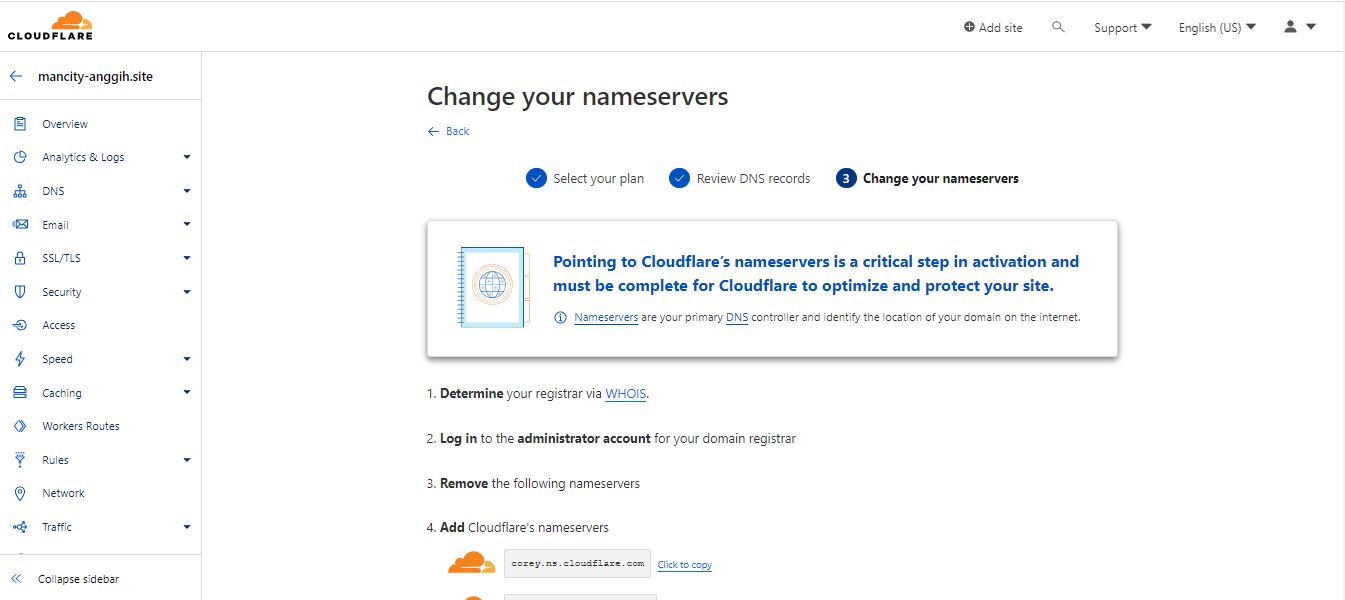 CLOUDFLARE
Add site
Support
English (US)
mancity-anggih.site
Overview
Analytics & Logs
DNS
Email
SSL/TLS
Security
Access
Speed
Caching
Workers Routes
Rules
Network
Traffic
Collapse sidebar
Change your nameservers
Back
Select your plan
Review DNS records
3 Change your nameservers
Pointing to Cloudflare’s nameservers is a critical step in activation and
must be complete for Cloudflare to optimize and protect your site.
Nameservers are your primary DNS controller and identify the location of your domain on the internet.
1. Determine your registrar via WHOIS.
2. Log in to the administrator account for your domain registrar
3. Remove the following nameservers
4. Add Cloudflare's nameservers
corey.ns.cloudflare.com Click to copy